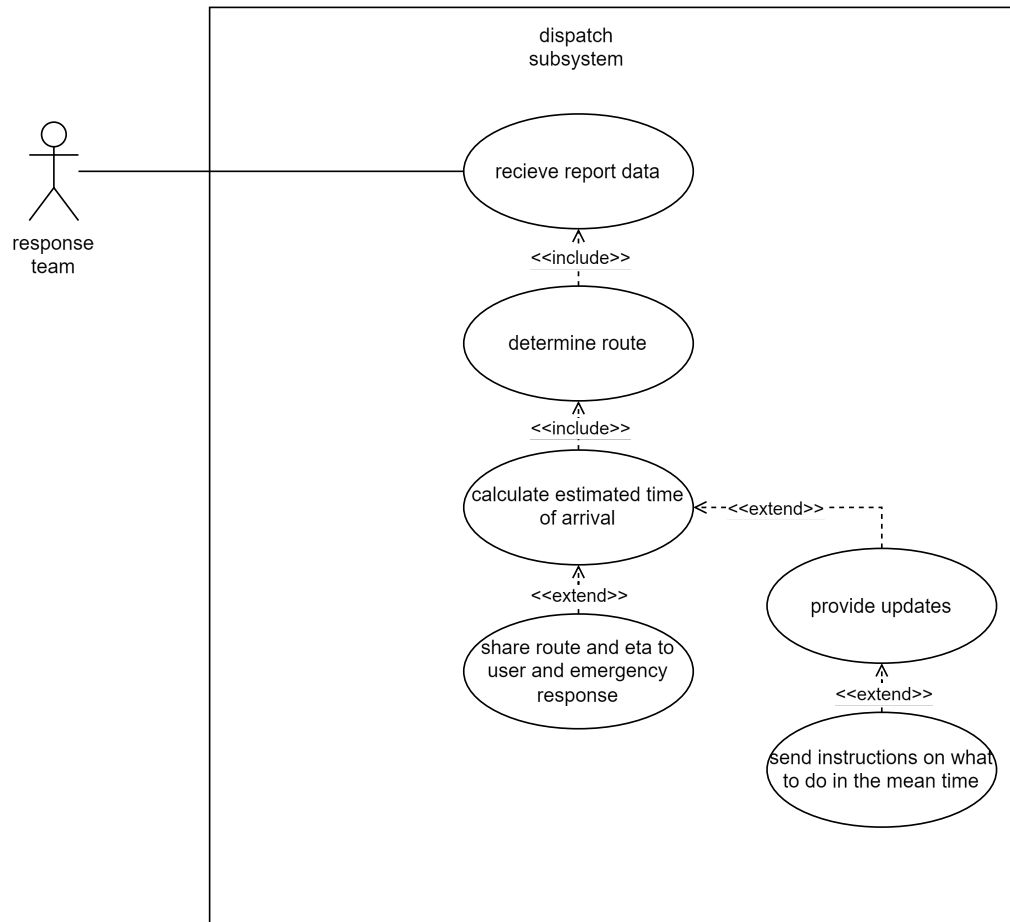 dispatch
subsystem
recieve report data
response
team
<<include>>
determine route
<<include>>
calculate estimated time
of arrival
<<extend>>
<<extend>>
provide updates
share route and eta to
user and emergency
response
<<extend>>
send instructions on what
to do in the mean time